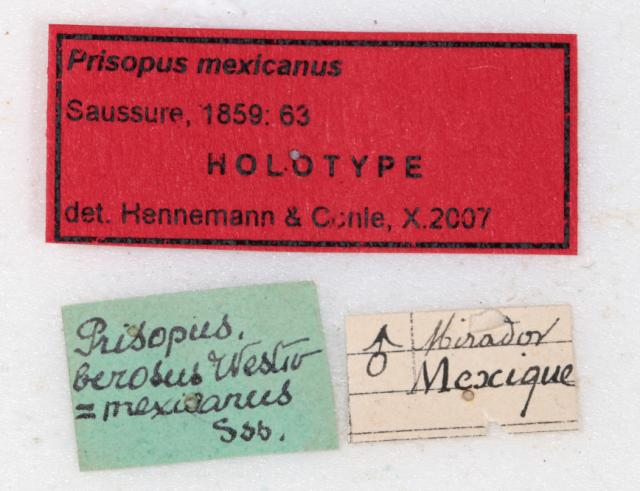 Prisopus mexicanus
Saussure, 1859: 63
HOLOTYPE
det. Hennemann & Conle, X.2007
Prisopus.
berosus Westw
= mexicanus
Sss.
♂ Mirador
Mexique